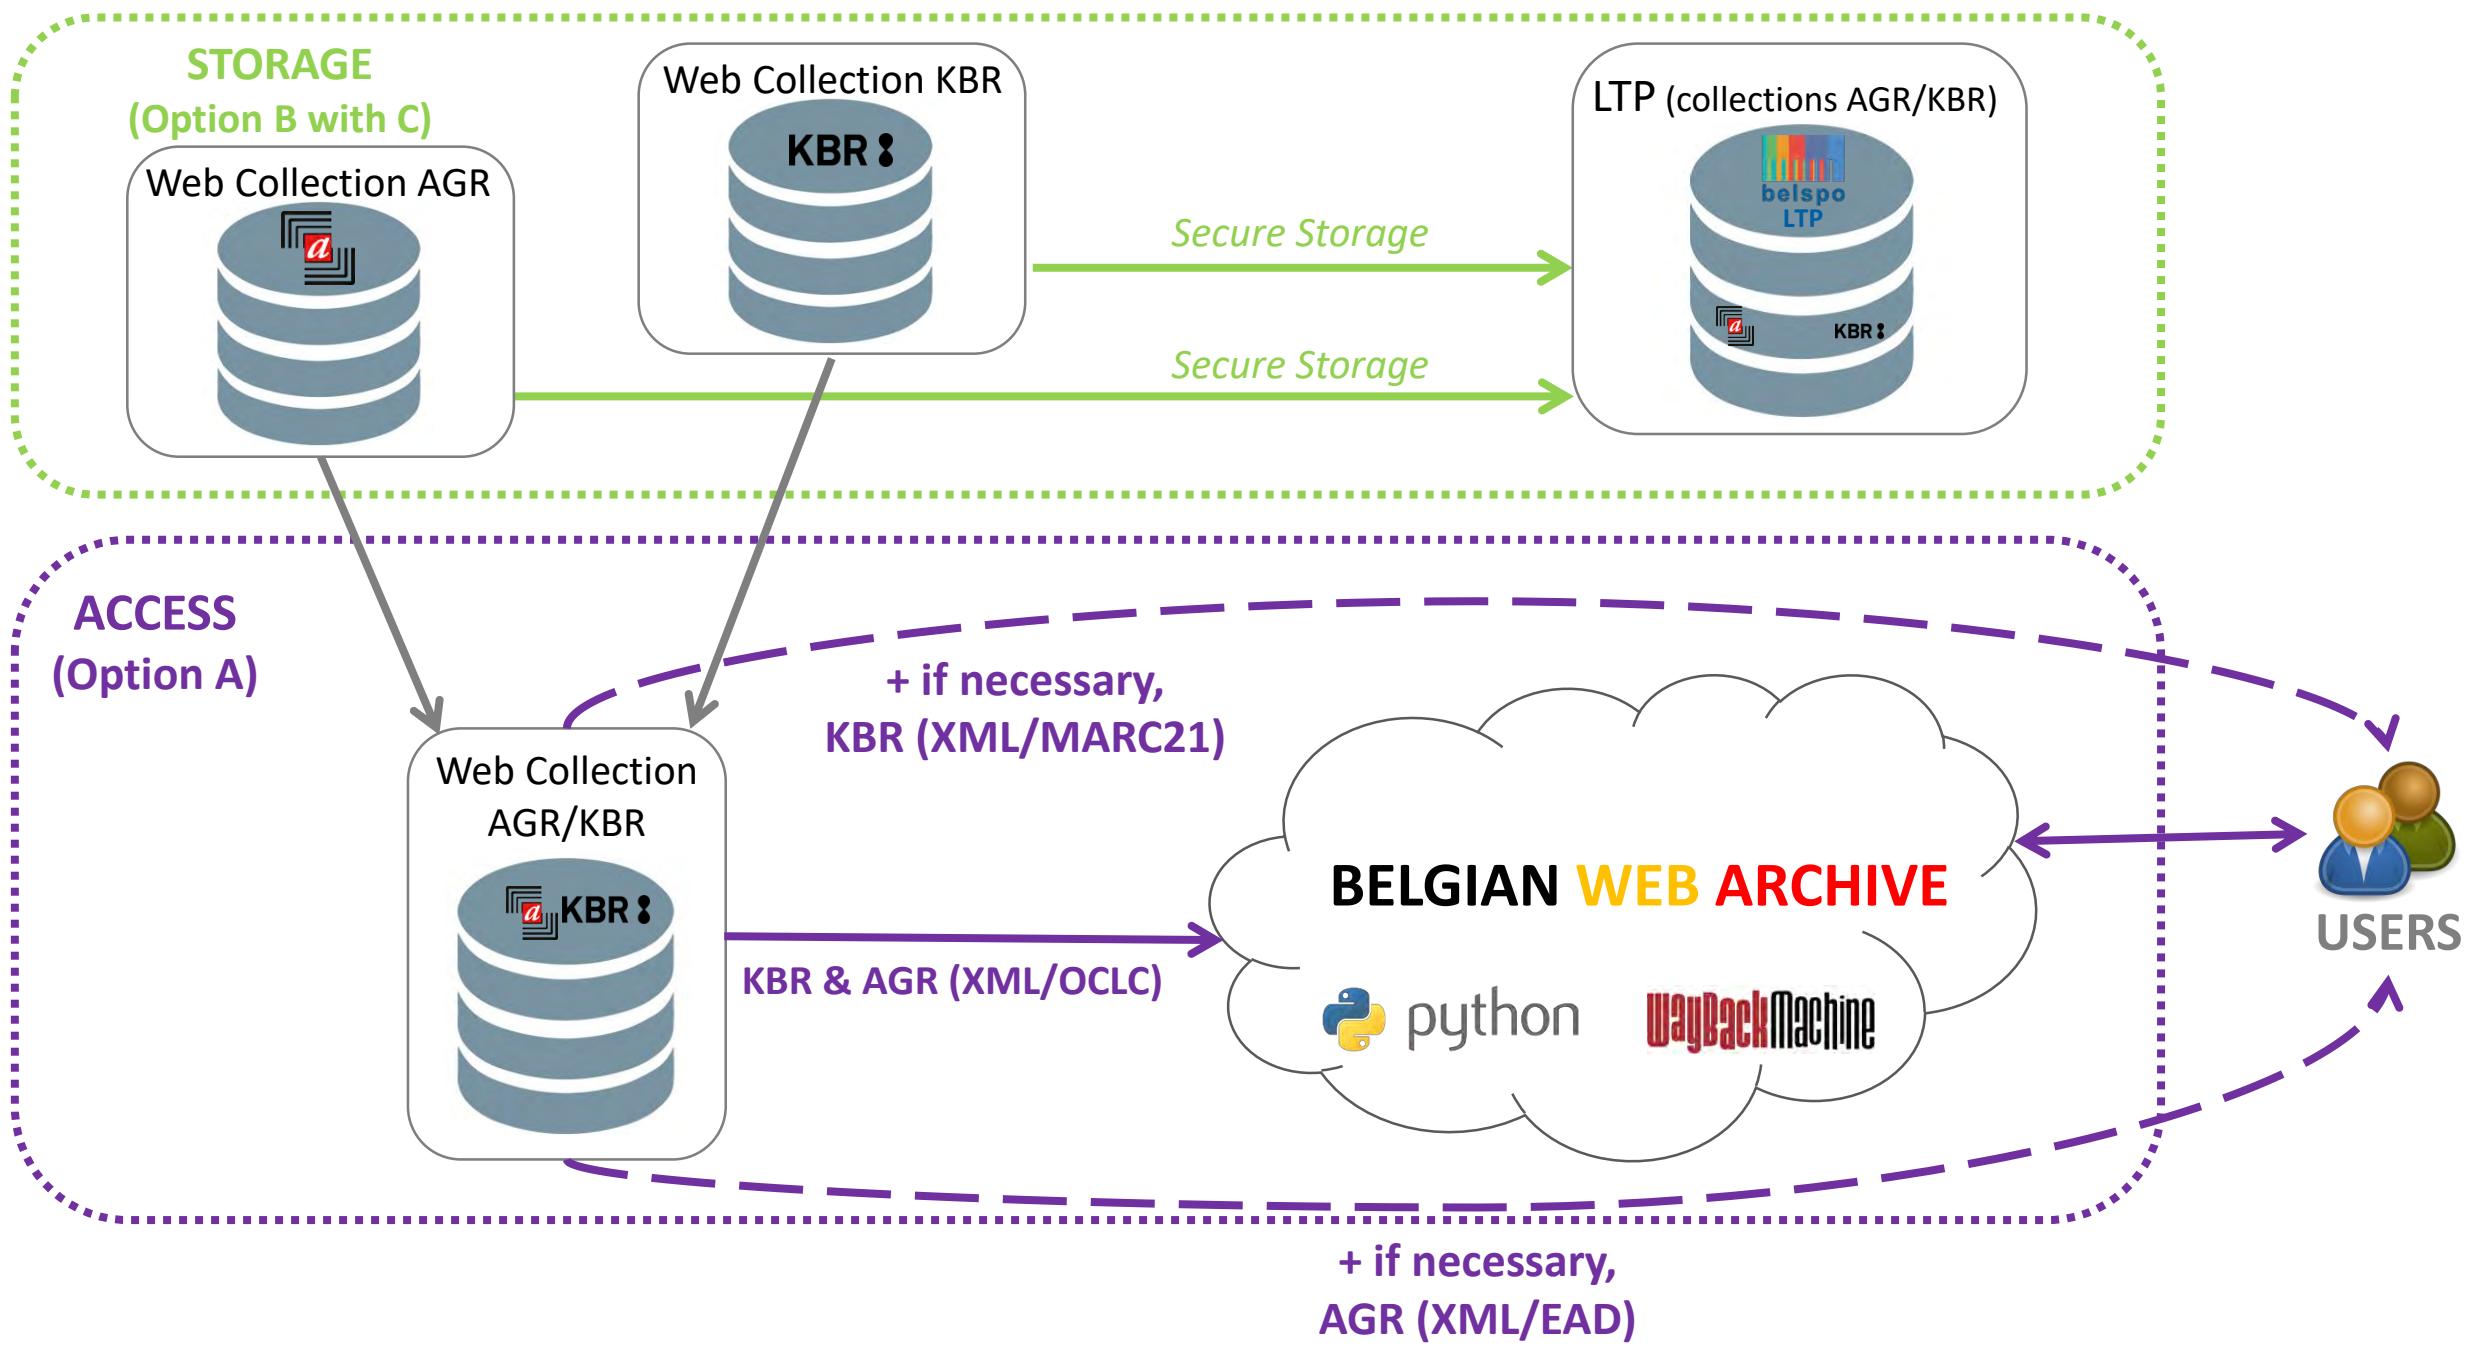 STORAGE
(Option B with C)
Web Collection AGR
a
Web Collection KBR
KBR
Secure Storage
Secure Storage
LTP (collections AGR/KBR)
belspo
LTP
a
KBR
ACCESS
(Option A)
+ if necessary,
KBR (XML/MARC21)
Web Collection
AGR/KBR
a KBR
KBR & AGR (XML/OCLC)
BELGIAN WEB ARCHIVE
python
WayBackMachine
USERS
+ if necessary,
AGR (XML/EAD)